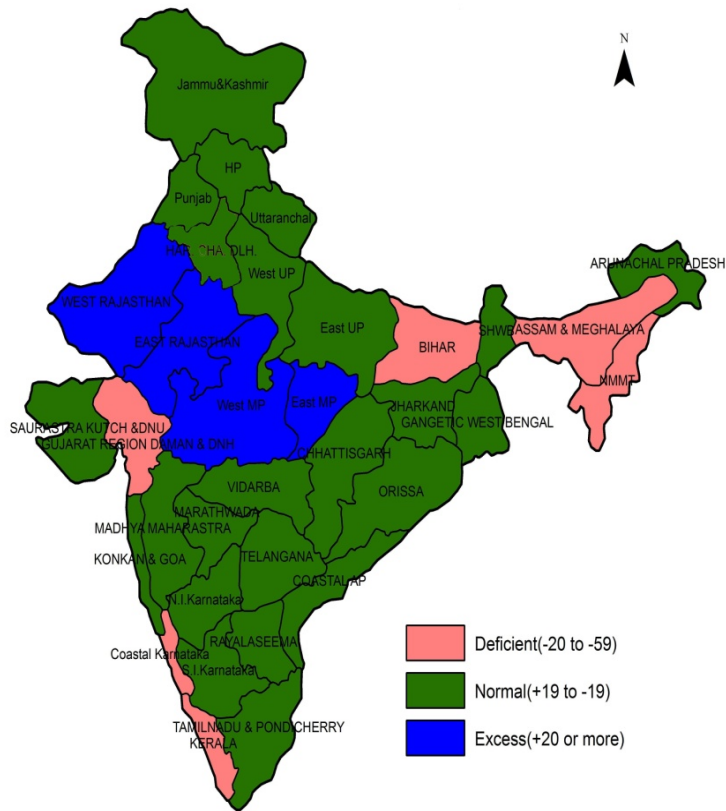 N
Jammu&Kashmir
HP
Punjab
Uttaranchal
HAR. CHA. DLH.
West UP
ARUNACHAL PRADESH
WEST RAJASTHAN
EAST RAJASTHAN
East UP
BIHAR
ASSAM & MEGHALAYA
NMMT
West MP
East MP
JHARKAND
GANGETIC WEST BENGAL
SAURASTRA KUTCH &DNU
GUJARAT REGION DAMAN & DNH
CHHATTISGARH
VIDARBA
ORISSA
MARATHWADA
MADHYA MAHARASTRA
KONKAN & GOA
TELANGANA
COASTAL AP
N.I.Karnataka
RAYALASEEMA
Coastal Karnataka
S.I.Karnataka
TAMILNADU & PONDICHERRY
KERALA
Deficient(-20 to -59)
Normal(+19 to -19)
Excess(+20 or more)